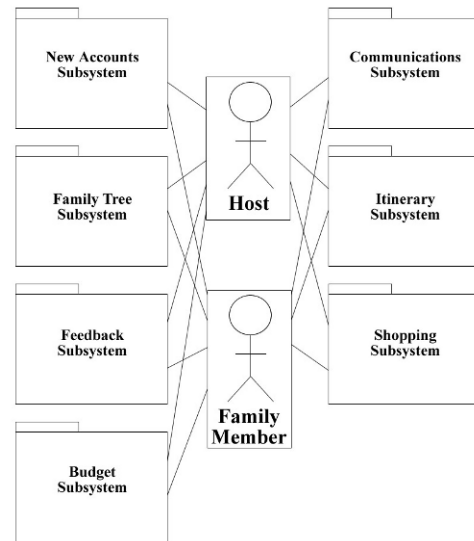 New Accounts
Subsystem
Communications
Subsystem
Host
Family Tree
Subsystem
Itinerary
Subsystem
Feedback
Subsystem
Shopping
Subsystem
Family
Member
Budget
Subsystem